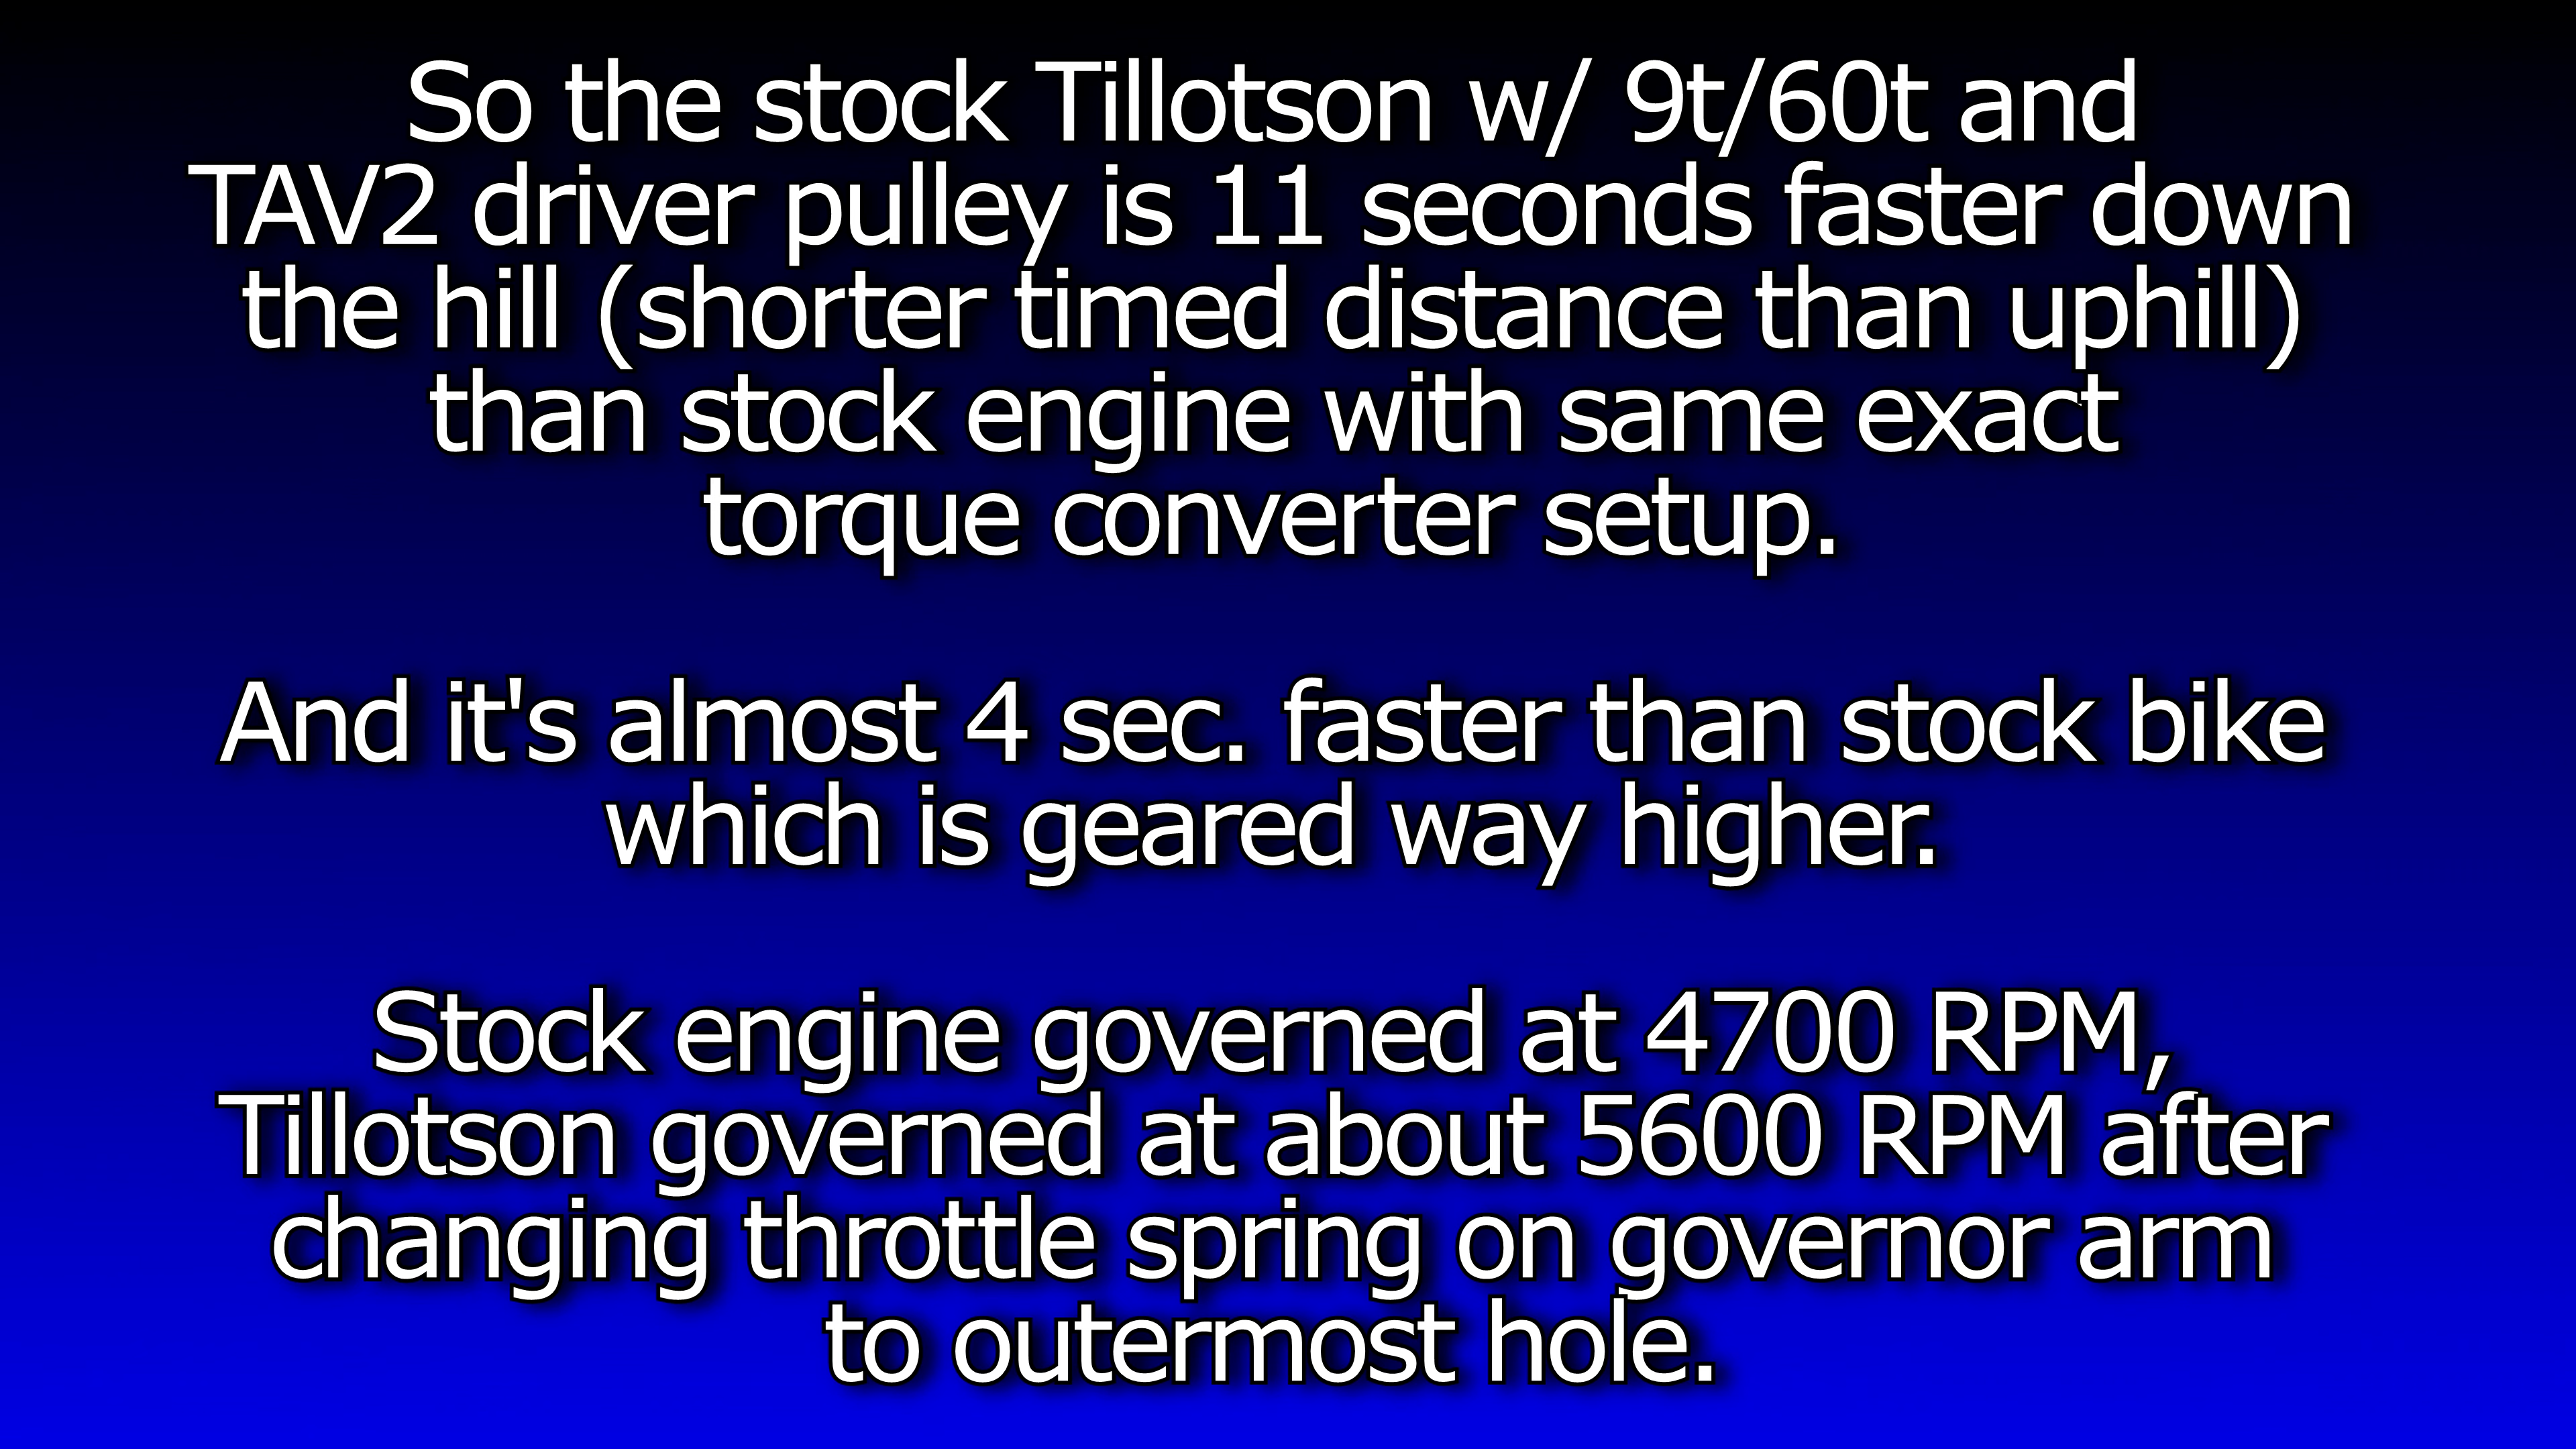 So the stock Tillotson w/ 9t/60t and
TAV2 driver pulley is 11 seconds faster down
the hill (shorter timed distance than uphill)
than stock engine with same exact
torque converter setup.
And it's almost 4 sec. faster than stock bike
which is geared way higher.
Stock engine governed at 4700 RPM,
Tillotson governed at about 5600 RPM after
changing throttle spring on governor arm
to outermost hole.